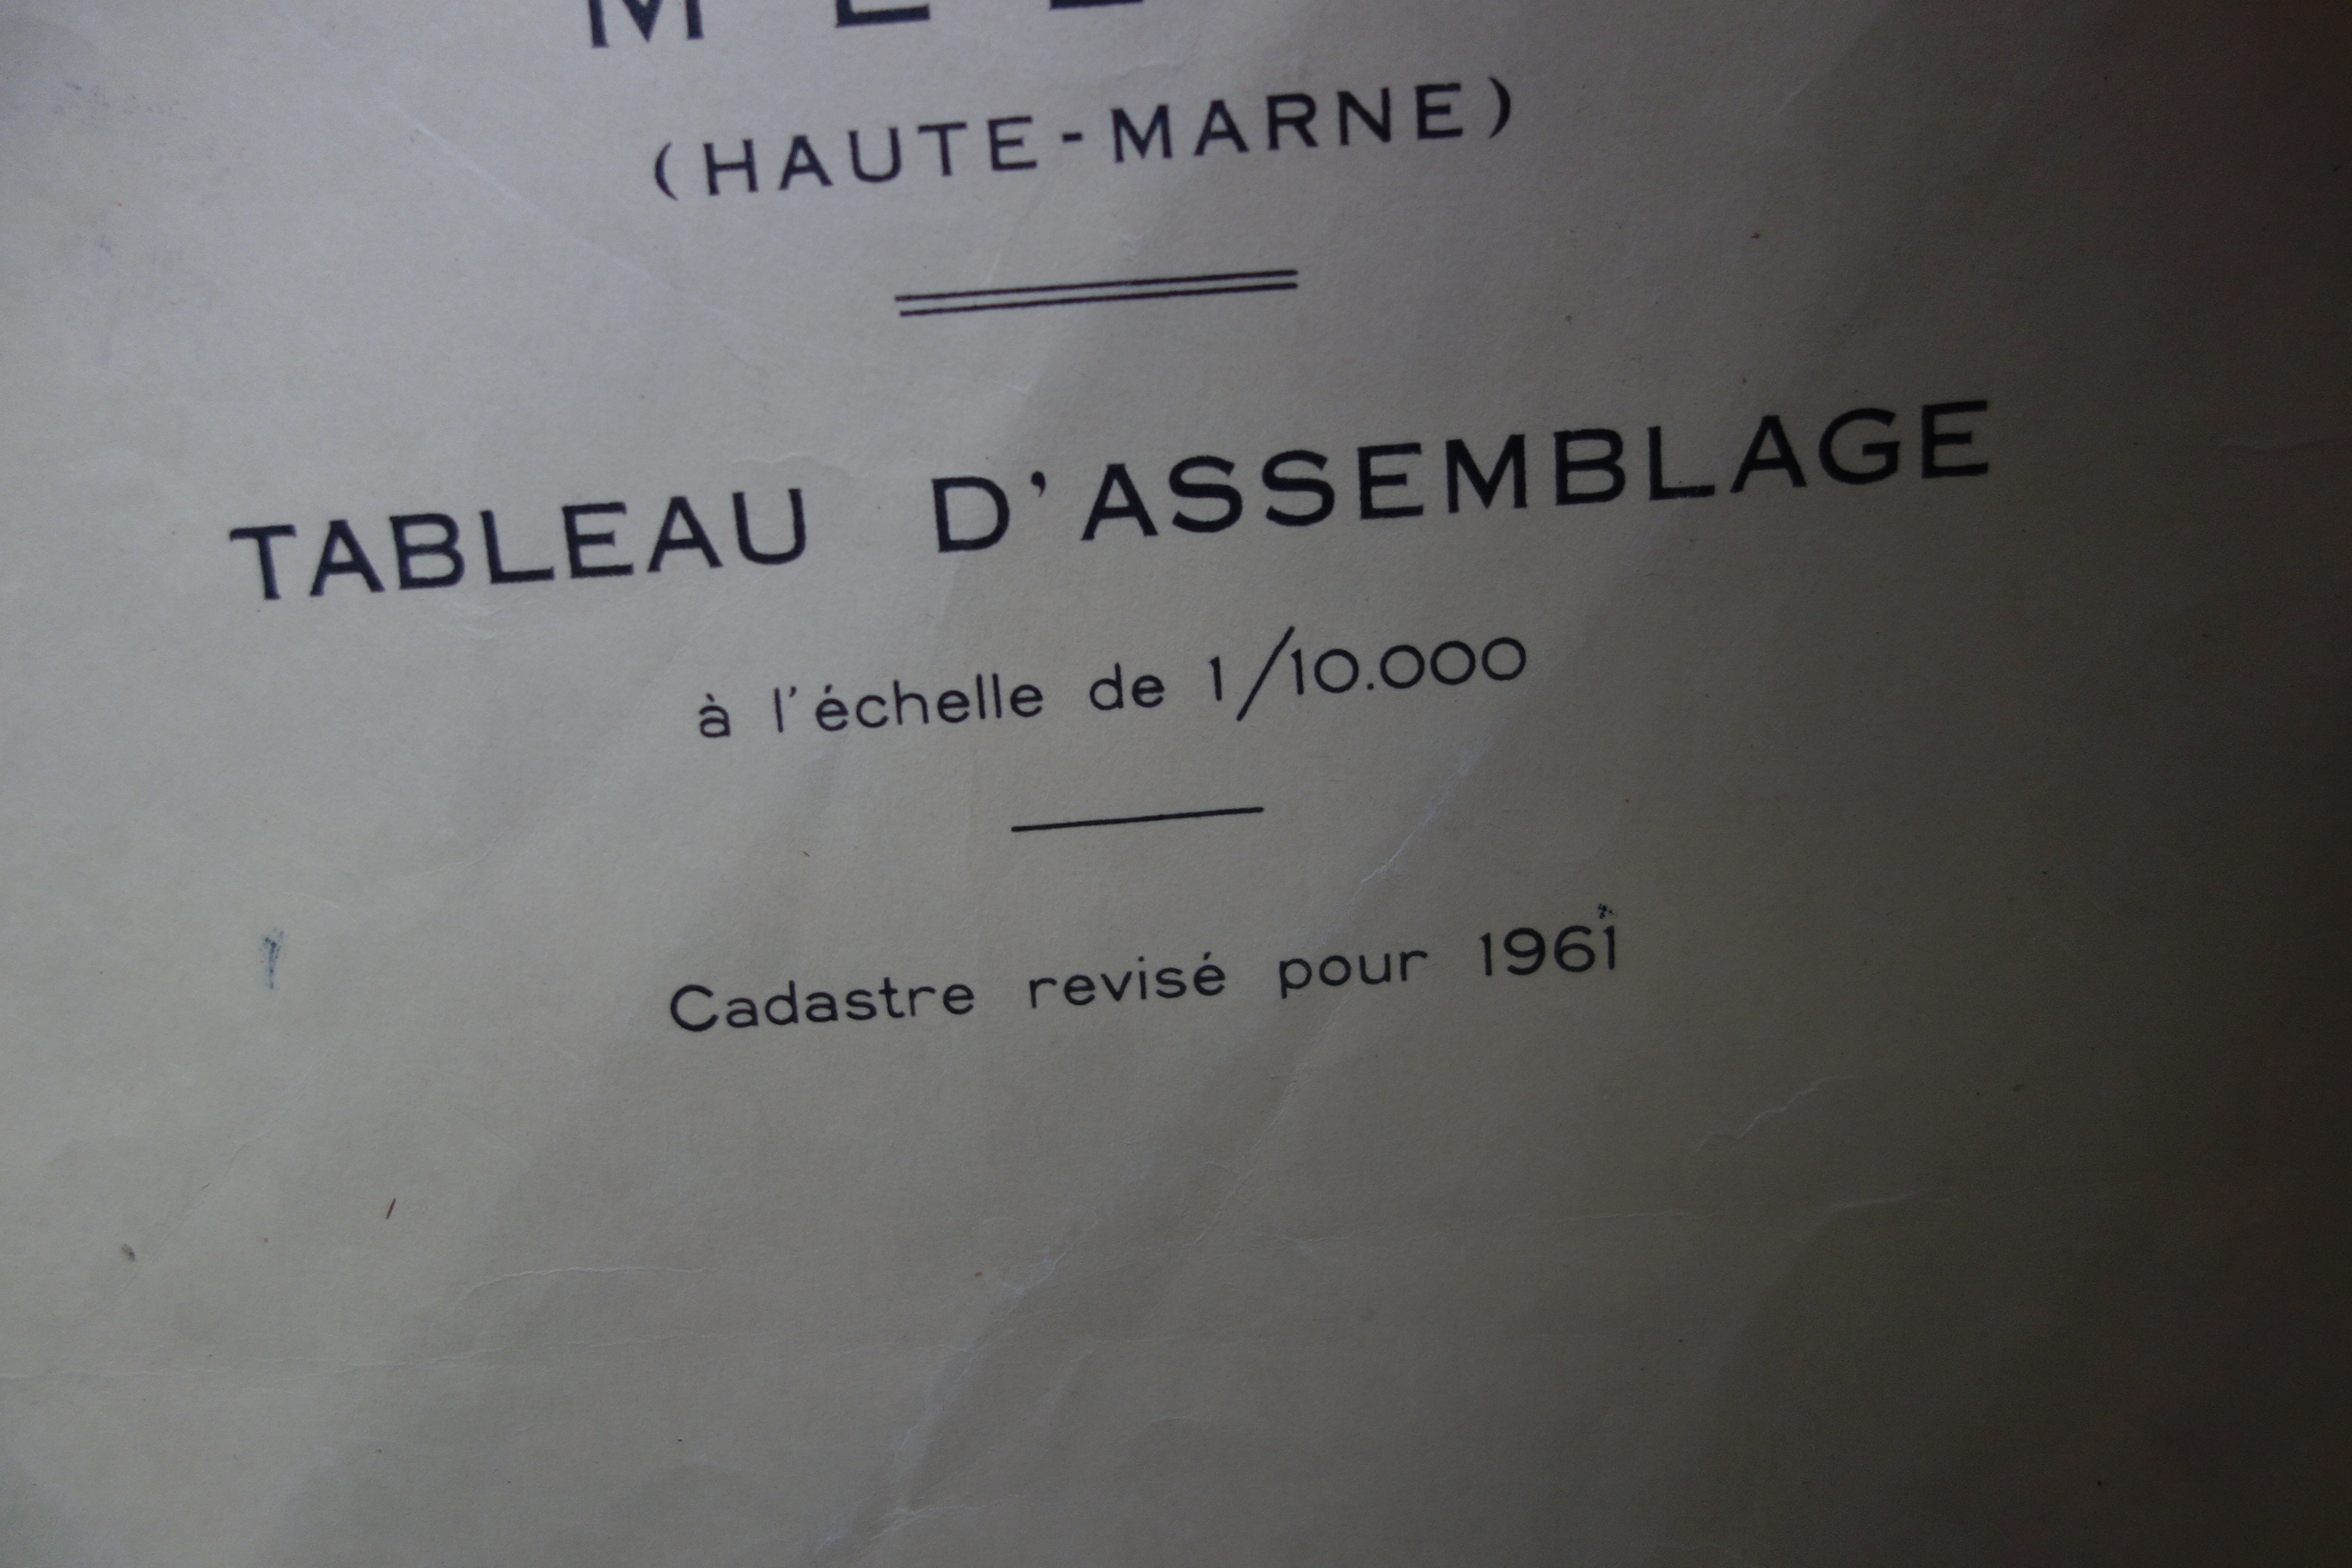 (HAUTE-MARNE)
TABLEAU D'ASSEMBLAGE
à l'échelle de 1/10.000
Cadastre revisé pour 1961